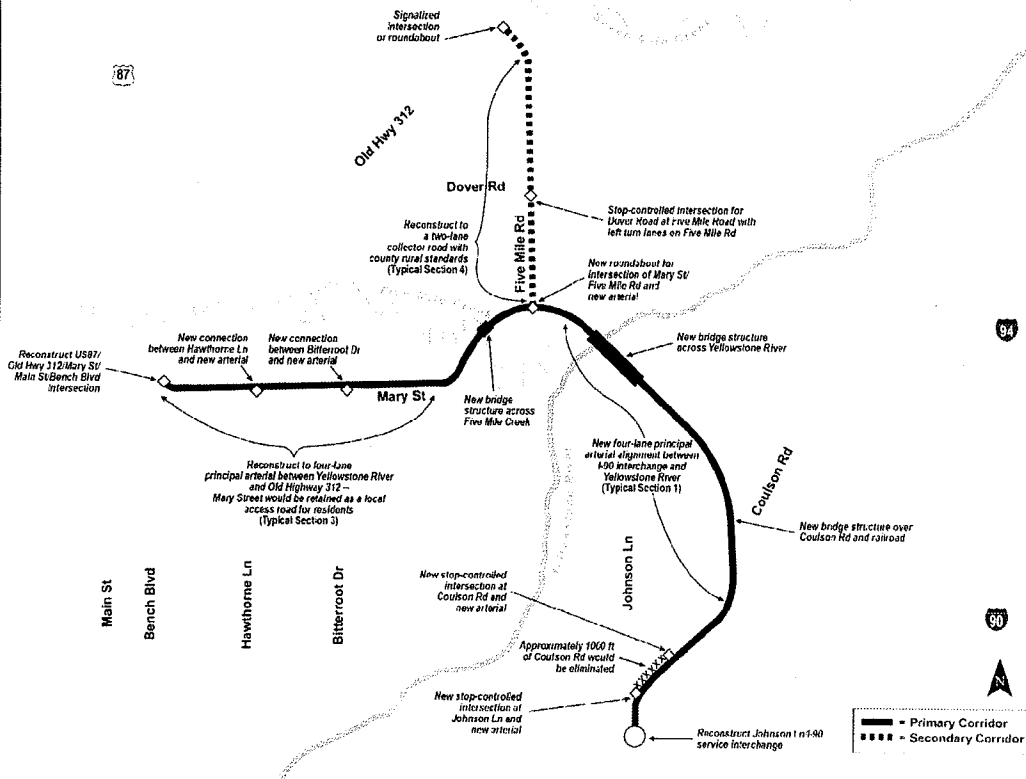 Signalized
intersection
or roundabout
87
Old Hwy 312
Dover Rd
Five Mile Rd
Stop-controlled intersection for
Dover Road at Five Mile Road with
left turn lanes on Five Mile Rd
Reconstruct to
a two-lane
collector road with
county rural standards
(Typical Section 4)
New roundabout for
intersection of Mary St/
Five Mile Rd and
new arterial
94
Reconstruct US87/
Old Hwy 312/Mary St/
Main St/Bench Blvd
Intersection
New connection
between Hawthorne Ln
and new arterial
New connection
between Bitterroot Dr
and new arterial
New bridge structure
across Yellowstone River
Mary St
New bridge
structure across
Five Mile Creek
Reconstruct to four-lane
principal arterial between Yellowstone River
and Old Highway 312 –
Mary Street would be retained as a local
access road for residents
(Typical Section 3)
New four-lane principal
arterial alignment between
I-90 interchange and
Yellowstone River
(Typical Section 1)
Coulson Rd
New bridge structure over
Coulson Rd and railroad
Main St
Bench Blvd
Hawthorne Ln
Bitterroot Dr
Johnson Ln
New stop-controlled
intersection at
Coulson Rd and
new arterial
90
Approximately 1000 ft
of Coulson Rd would
be eliminated
N
New stop-controlled
intersection at
Johnson Ln and
new arterial
Reconstruct Johnson Ln/I-90
service interchange
= Primary Corridor
= Secondary Corridor